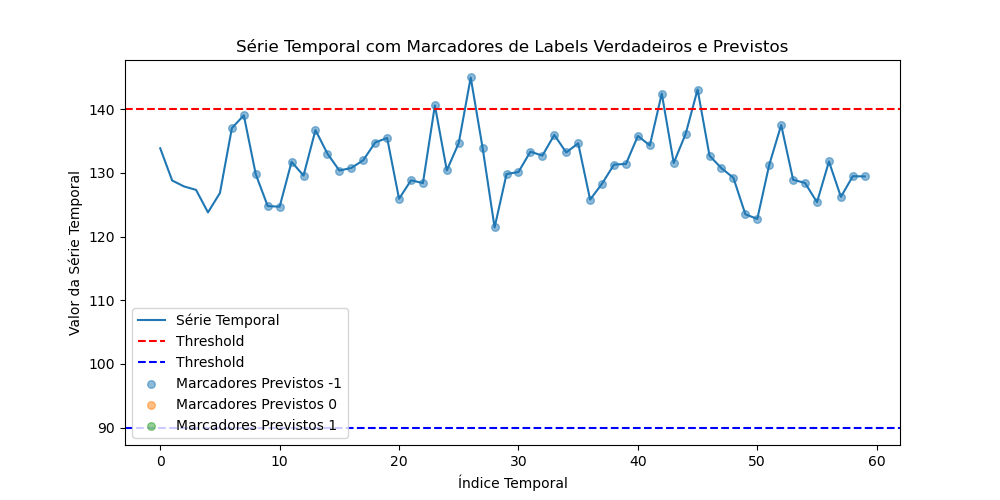 Série Temporal com Marcadores de Labels Verdadeiros e Previstos
Valor da Série Temporal
140
130
120
110
100
90
Série Temporal
Threshold
Threshold
Marcadores Previstos -1
Marcadores Previstos 0
Marcadores Previstos 1
0 10 20 30 40 50 60
Índice Temporal